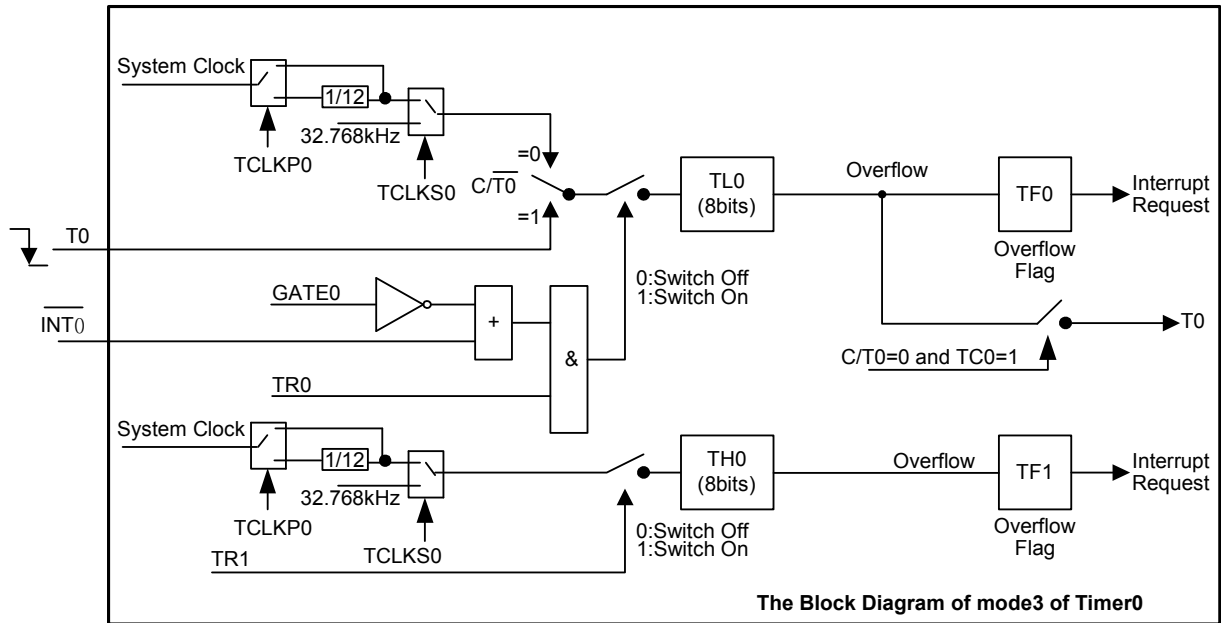 System Clock
1/12
32.768kHz
TCLKP0
TCLKS0
=0
C/T0
=1
T0
TL0
(8bits)
Overflow
TF0
Interrupt
Request
Overflow
Flag
0:Switch Off
1:Switch On
GATE0
INT0
+
&
TR0
T0
C/T0=0 and TC0=1
System Clock
1/12
32.768kHz
TCLKP0
TCLKS0
TR1
0:Switch Off
1:Switch On
TH0
(8bits)
Overflow
TF1
Interrupt
Request
Overflow
Flag
The Block Diagram of mode3 of Timer0